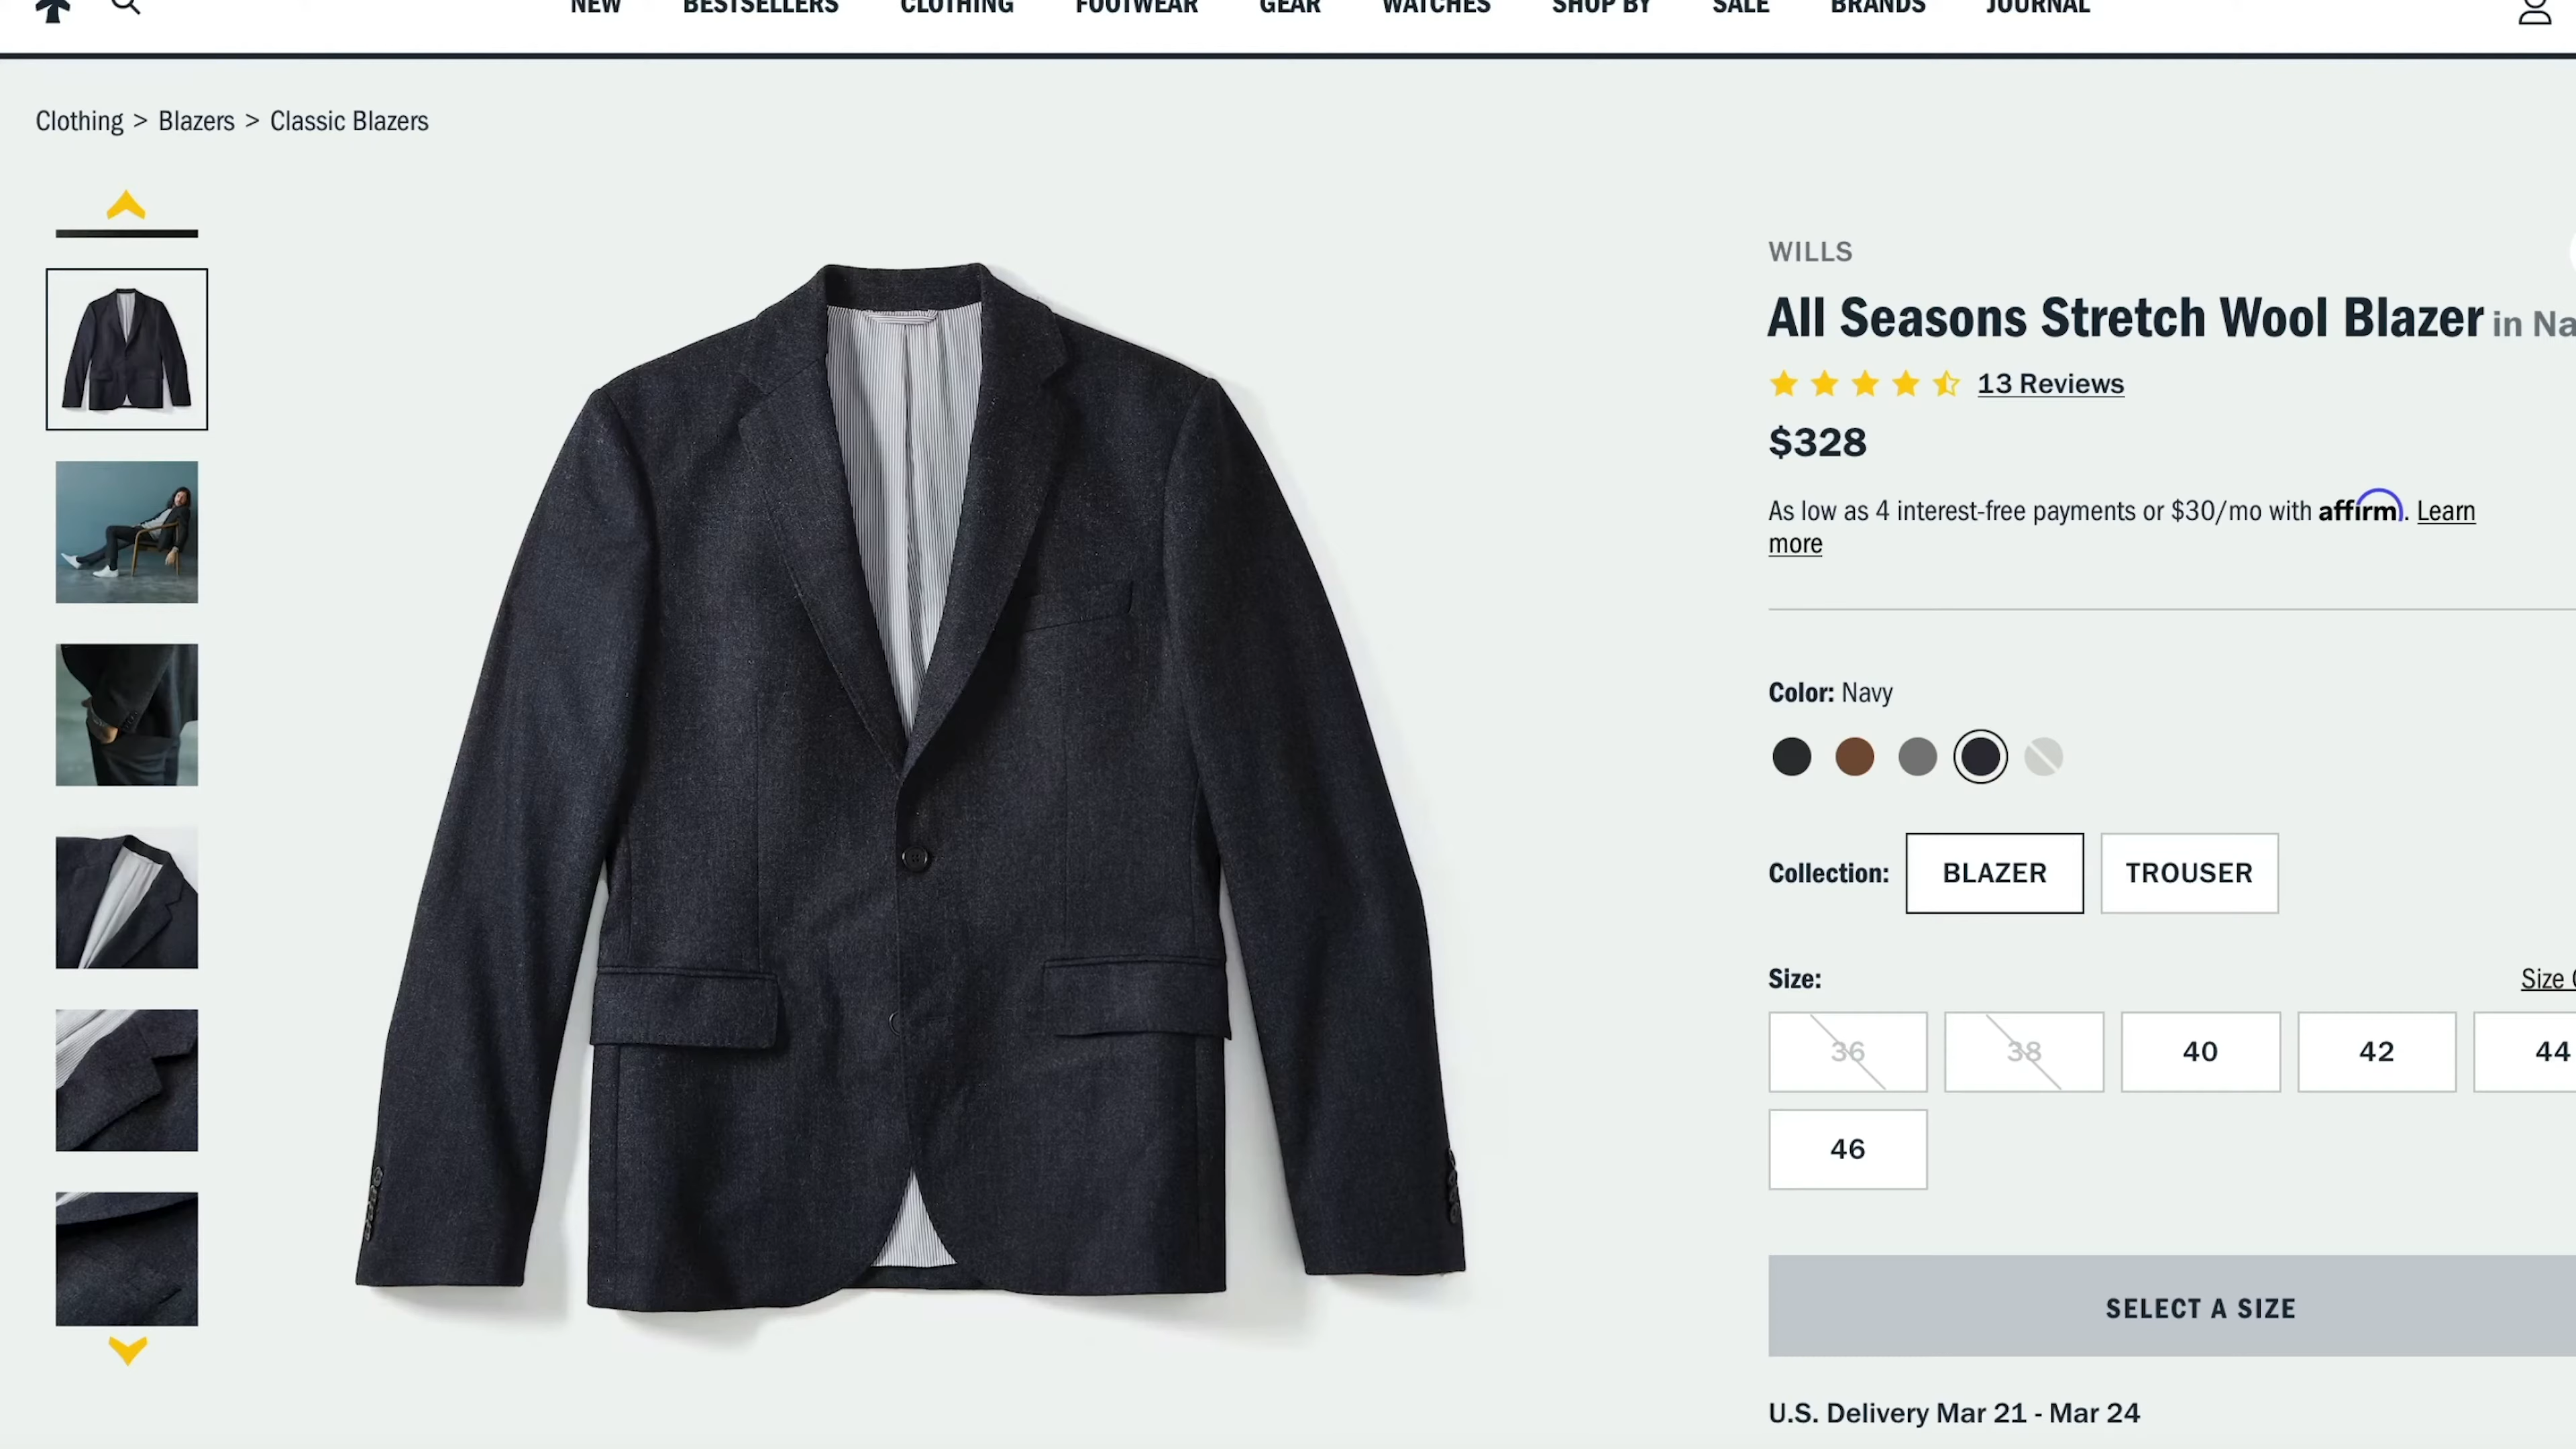 NEW BESTSELLERS CLOTHING FOOTWEAR GEAR WATCHES SHOP BY SALE BRANDS JOURNAL
Clothing > Blazers > Classic Blazers
WILLS
All Seasons Stretch Wool Blazer in Na
13 Reviews
$328
As low as 4 interest-free payments or $30/mo with affirm. Learn
more
Color: Navy
Collection: BLAZER TROUSER
Size: Size
36 38 40 42 44
46
SELECT A SIZE
U.S. Delivery Mar 21 - Mar 24